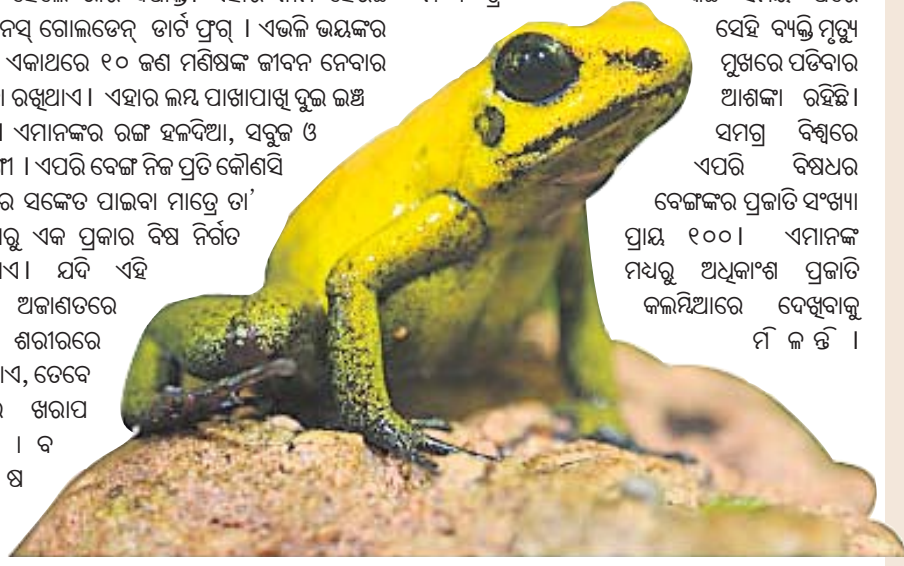 ନସ୍ ଗୋଲଡେନ୍ ଡାର୍ଟ ଫ୍ରଗ୍ । ଏଭଳି ଭୟଙ୍କର
ଏକାଥରେ ୧୦ ଜଣ ମଣିଷଙ୍କ ଜୀବନ ନେବାର
ରଖିଥାଏ। ଏହାର ଲମ୍ବ ପାଖାପାଖି ଦୁଇ ଇଞ୍ଚ
। ଏମାନଙ୍କର ରଙ୍ଗ ହଳଦିଆ, ସବୁଜ ଓ
। ଏପରି ବେଙ୍ଗ ନିଜ ପ୍ରତି କୌଣସି
ର ସଙ୍କେତ ପାଇବା ମାତ୍ରେ ତା’
ରୁ ଏକ ପ୍ରକାର ବିଷ ନିର୍ଗତ
ଏ। ଯଦି ଏହି
ଅଜାଣତରେ
ଶରୀରରେ
ଏ, ତେବେ
ଖରାପ
। ବ
ଷ
ସେହି ବ୍ୟକ୍ତି ମୃତ୍ୟୁ
ମୁଖରେ ପଡିବାର
ଆଶଙ୍କା ରହିଛି।
ସମଗ୍ର ବିଶ୍ୱରେ
ଏପରି ବିଷଧର
ବେଙ୍ଗଙ୍କର ପ୍ରଜାତି ସଂଖ୍ୟା
ପ୍ରାୟ ୧୦୦। ଏମାନଙ୍କ
ମଧ୍ୟରୁ ଅଧିକାଂଶ ପ୍ରଜାତି
କଲମ୍ବିଆରେ ଦେଖିବାକୁ
ମିଳନ୍ତି ।